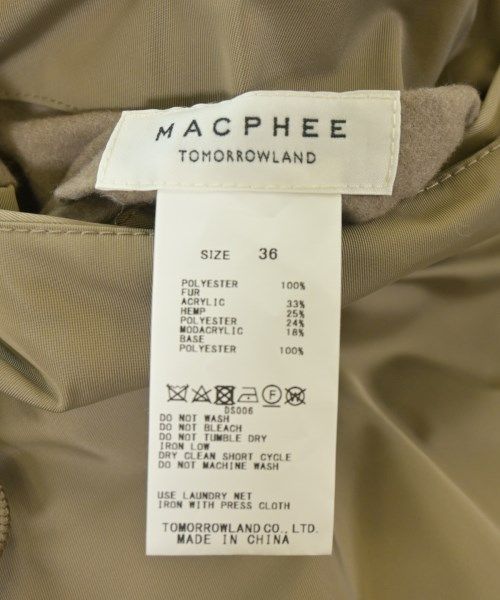 MACPHEE
TOMORROWLAND
SIZE 36
POLYESTER 100%
FUR
ACRYLIC 33%
HEMP 25%
POLYESTER 24%
MODACRYLIC 18%
BASE
POLYESTER 100%
DS006
DO NOT WASH
DO NOT BLEACH
DO NOT TUMBLE DRY
IRON LOW
DRY CLEAN SHORT CYCLE
DO NOT MACHINE WASH
USE LAUNDRY NET
IRON WITH PRESS CLOTH
TOMORROWLAND CO., LTD.
MADE IN CHINA